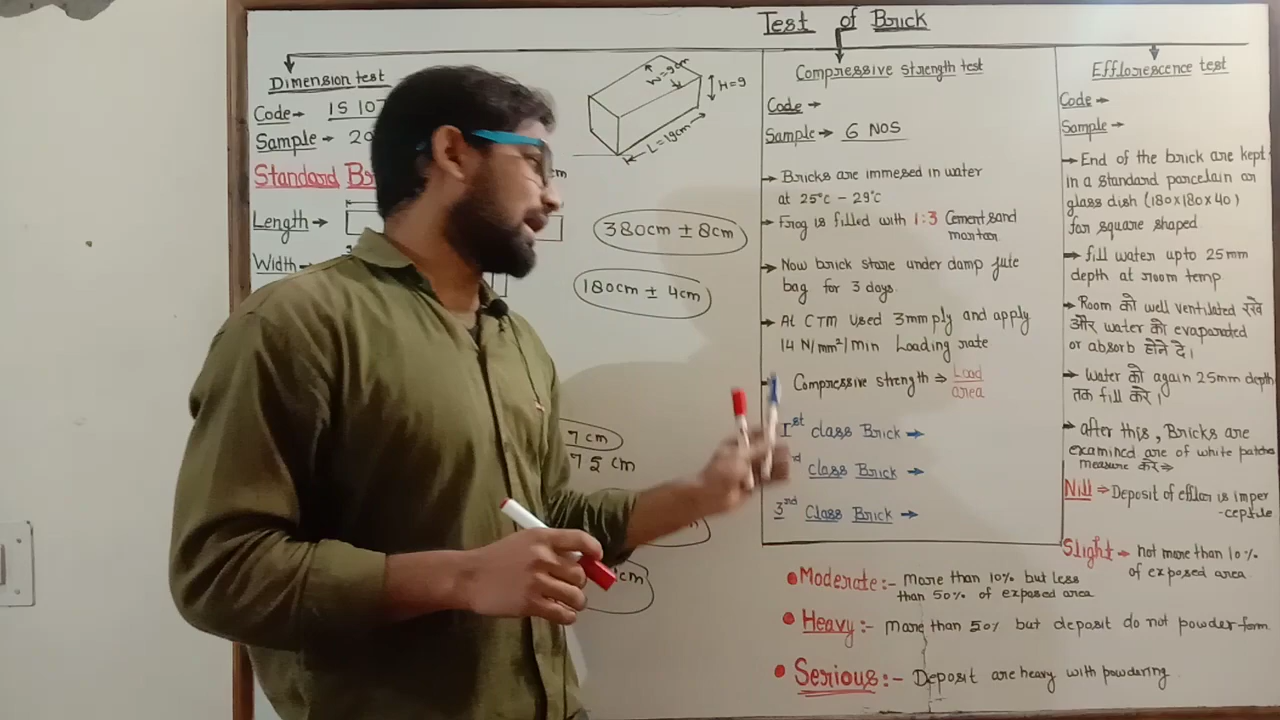 Test of Brick
Dimension test
Code→ IS 107
Sample→ 20
Standard Br
Length→
Width→
W=9cm
H=9
L=19cm
cm
380cm ± 8cm
180cm ± 4cm
7 cm
75 cm
cm
Compressive strength test
Code→
Sample→ 6 NOS
→ Bricks are immesed in water
at 25°c - 29°c
→ Frog is filled with 1:3 Cement, sand
mortar
→ Now brick store under damp jute
bag for 3 days.
→ At CTM used 3mm ply and apply
14 N/mm²/min Loading rate
Compressive strength ⇒ Load
area
1st class Brick →
class Brick →
3rd Class Brick →
Efflorescence test
Code→
Sample→
→ End of the brick are kept
in a standard parcelain or
glass dish (180x180x40)
for square shaped
→ fill water upto 25mm
depth at room temp
→ Room को well ventilated रखे
और water को evaporated
or absorb होने दे।
→ Water को again 25mm depth
तक fill करे।
→ after this, Bricks are
examined are of white patches
measure करे⇒
Nill ⇒ Deposit of efflor is imper
-ceptile
Slight → not more than 10%
of exposed area
• Moderate:- more than 10% but less
than 50% of exposed area
• Heavy:- more than 50% but deposit do not powder form
• Serious:- Deposit are heavy with powdering